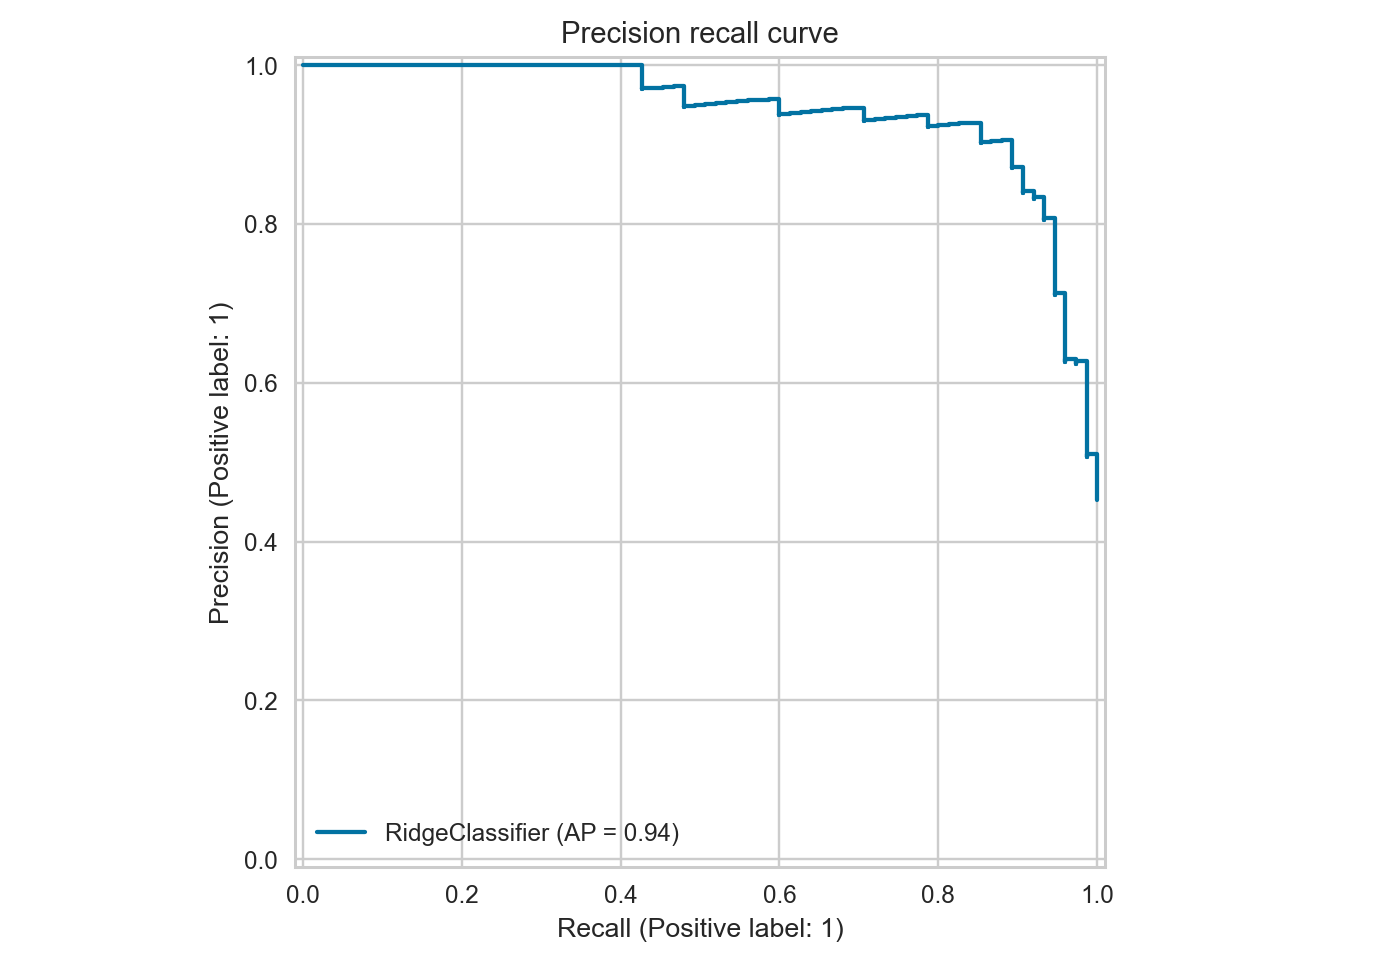 Precision recall curve
1.0
0.8
0.6
0.4
0.2
0.0
Precision (Positive label: 1)
RidgeClassifier (AP = 0.94)
0.0 0.2 0.4 0.6 0.8 1.0
Recall (Positive label: 1)